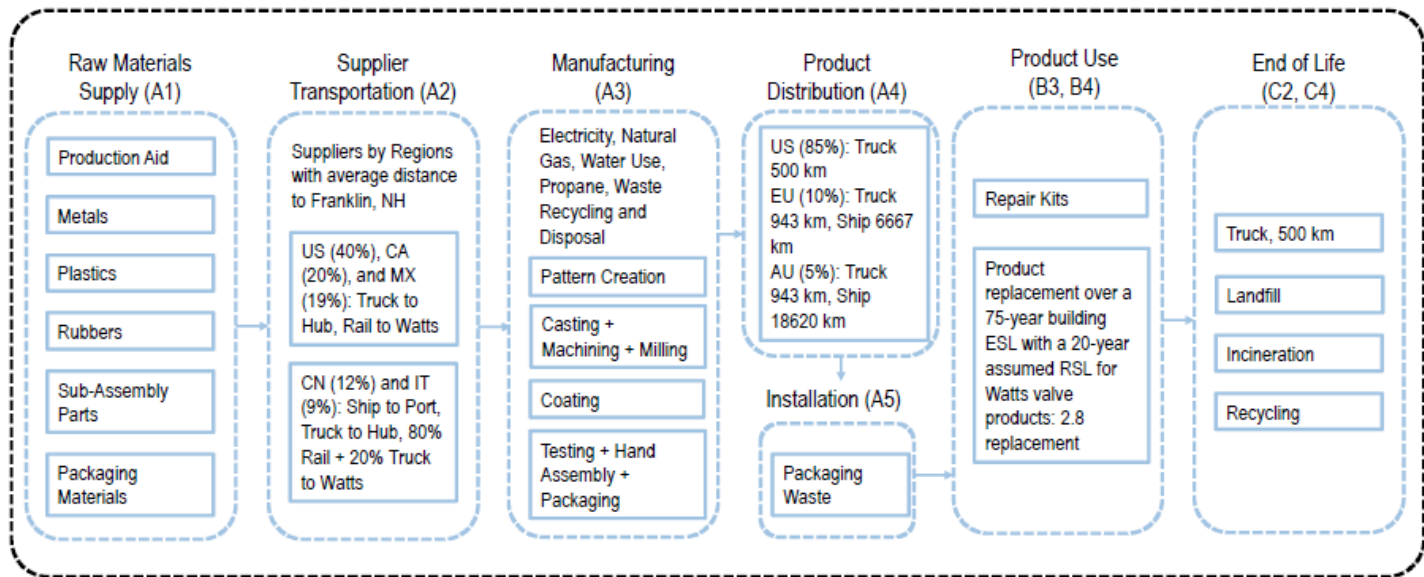 Raw Materials
Supply (A1)
Production Aid
Metals
Plastics
Rubbers
Sub-Assembly
Parts
Packaging
Materials
Supplier
Transportation (A2)
Suppliers by Regions
with average distance
to Franklin, NH
US (40%), CA
(20%), and MX
(19%): Truck to
Hub, Rail to Watts
CN (12%) and IT
(9%): Ship to Port,
Truck to Hub, 80%
Rail + 20% Truck
to Watts
Manufacturing
(A3)
Electricity, Natural
Gas, Water Use,
Propane, Waste
Recycling and
Disposal
Pattern Creation
Casting +
Machining + Milling
Coating
Testing + Hand
Assembly +
Packaging
Product
Distribution (A4)
US (85%): Truck
500 km
EU (10%): Truck
943 km, Ship 6667
km
AU (5%): Truck
943 km, Ship
18620 km
Installation (A5)
Packaging
Waste
Product Use
(B3, B4)
Repair Kits
Product
replacement over a
75-year building
ESL with a 20-year
assumed RSL for
Watts valve
products: 2.8
replacement
End of Life
(C2, C4)
Truck, 500 km
Landfill
Incineration
Recycling